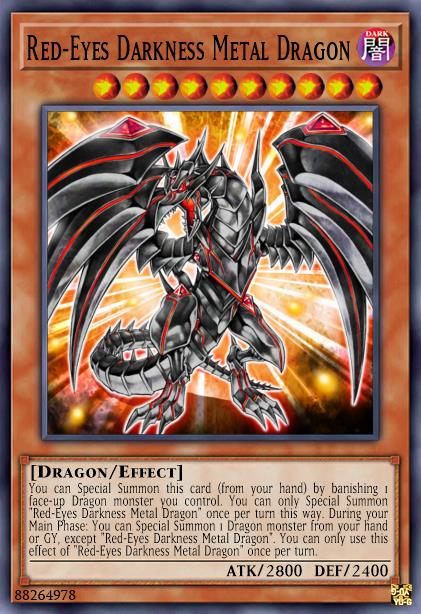 Red-Eyes Darkness Metal Dragon
DARK
闇
[Dragon/Effect]
You can Special Summon this card (from your hand) by banishing 1
face-up Dragon monster you control. You can only Special Summon
"Red-Eyes Darkness Metal Dragon" once per turn this way. During your
Main Phase: You can Special Summon 1 Dragon monster from your hand
or GY, except "Red-Eyes Darkness Metal Dragon". You can only use this
effect of "Red-Eyes Darkness Metal Dragon" once per turn.
ATK/2800 DEF/2400
88264978